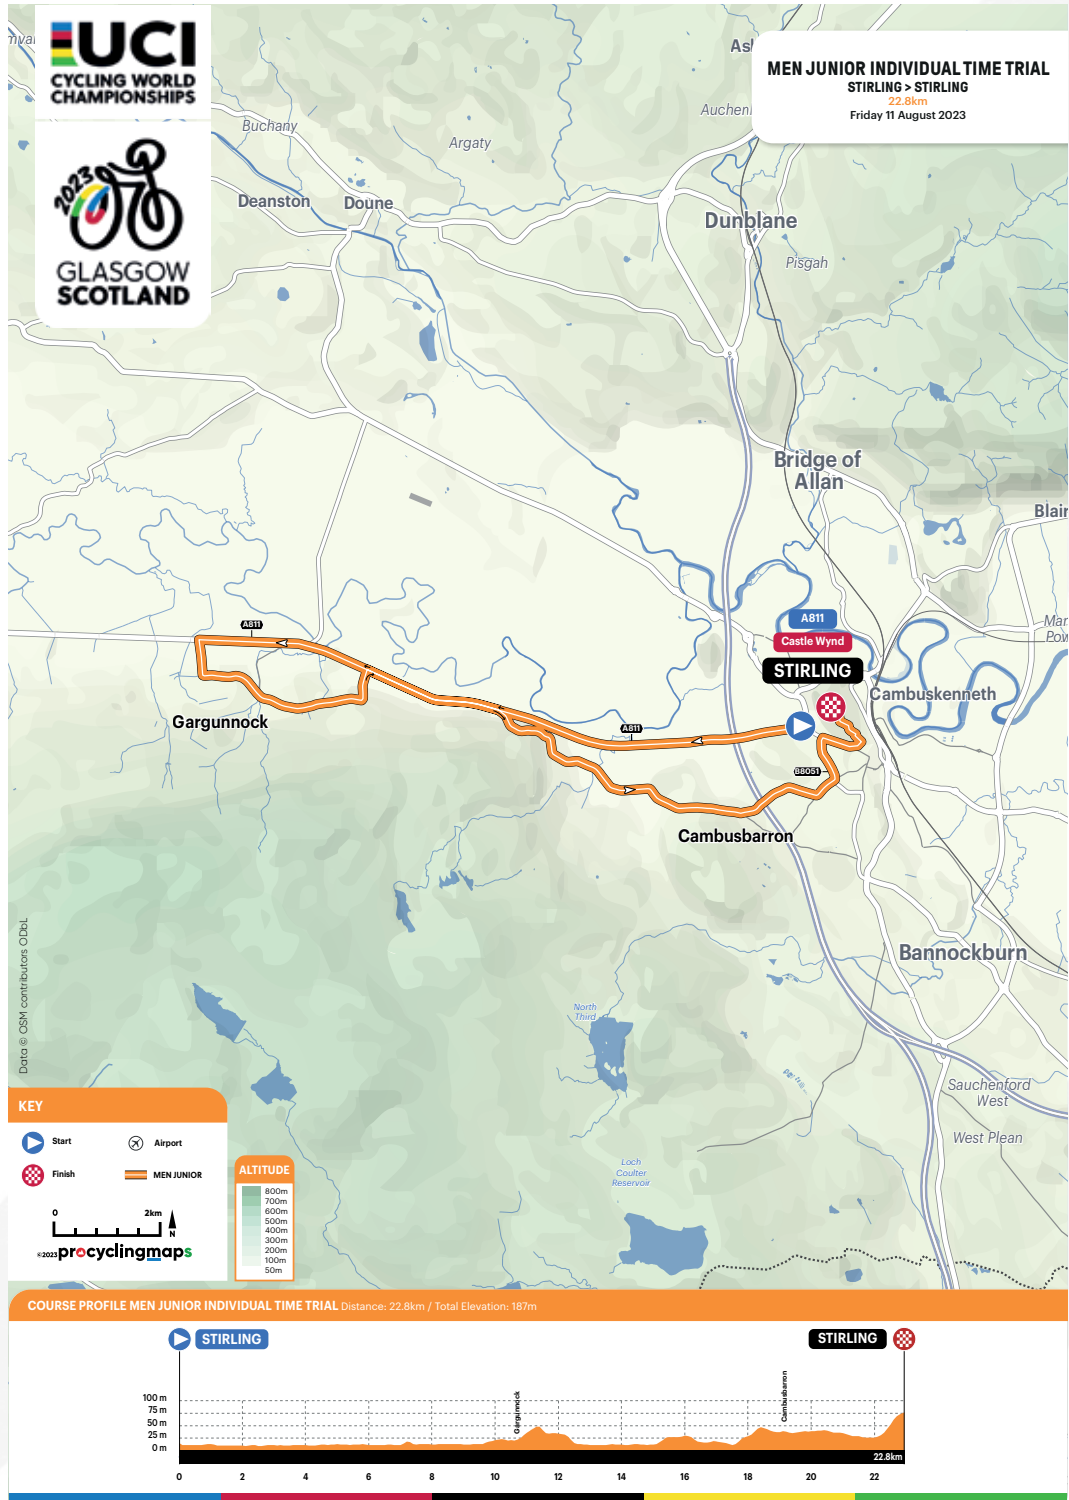 UCI
CYCLING WORLD
CHAMPIONSHIPS
2023
GLASGOW
SCOTLAND
MEN JUNIOR INDIVIDUAL TIME TRIAL
STIRLING > STIRLING
22.8km
Friday 11 August 2023
Buchany
Argaty
Deanston
Doune
Dunblane
Pisgah
Bridge of
Allan
A811
Castle Wynd
STIRLING
A811
Cambuskenneth
Gargunnock
A811
B8051
Cambusbarron
Bannockburn
North
Third
Sauchenford
West
West Plean
Loch
Coulter
Reservoir
Data © OSM contributors ODbL
KEY
Start
Airport
Finish
MEN JUNIOR
0 2km
N
©2023 procyclingmaps
ALTITUDE
800m
700m
600m
500m
400m
300m
200m
100m
50m
COURSE PROFILE MEN JUNIOR INDIVIDUAL TIME TRIAL Distance: 22.8km / Total Elevation: 187m
STIRLING
STIRLING
Gargunnock
Cambusbarron
100 m
75 m
50 m
25 m
0 m
22.8km
0 2 4 6 8 10 12 14 16 18 20 22